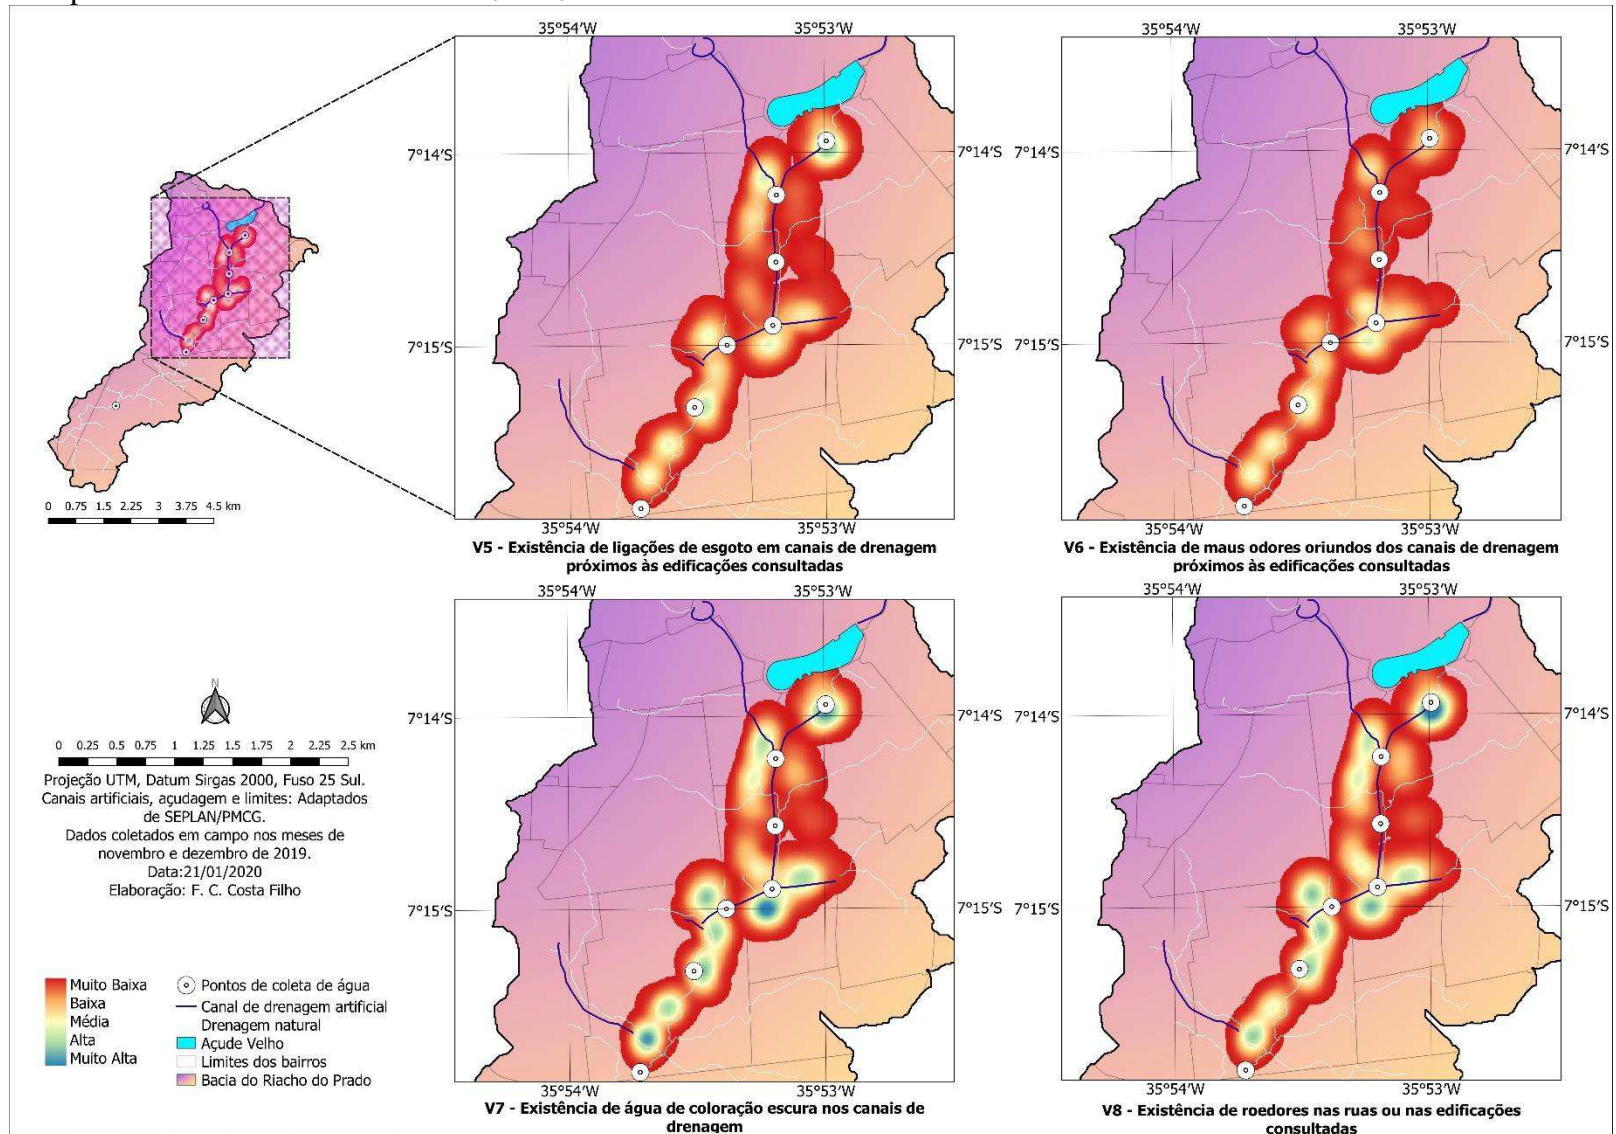 35°54'W
35°53'W
35°54'W
35°53'W
7°14'S
7°14'S
7°14'S
7°15'S
7°15'S
7°15'S
35°54'W
35°53'W
35°54'W
35°53'W
V5 - Existência de ligações de esgoto em canais de drenagem
próximos às edificações consultadas
V6 - Existência de maus odores oriundos dos canais de drenagem
próximos às edificações consultadas
0 0.75 1.5 2.25 3 3.75 4.5 km
35°54'W
35°53'W
35°54'W
35°53'W
7°14'S
7°14'S
7°14'S
7°15'S
7°15'S
7°15'S
35°54'W
35°53'W
35°54'W
35°53'W
V7 - Existência de água de coloração escura nos canais de
drenagem
V8 - Existência de roedores nas ruas ou nas edificações
consultadas
N
0 0.25 0.5 0.75 1 1.25 1.5 1.75 2 2.25 2.5 km
Projeção UTM, Datum Sirgas 2000, Fuso 25 Sul.
Canais artificiais, açudagem e limites: Adaptados
de SEPLAN/PMCG.
Dados coletados em campo nos meses de
novembro e dezembro de 2019.
Data:21/01/2020
Elaboração: F. C. Costa Filho
Muito Baixa
Baixa
Média
Alta
Muito Alta
Pontos de coleta de água
Canal de drenagem artificial
Drenagem natural
Açude Velho
Limites dos bairros
Bacia do Riacho do Prado